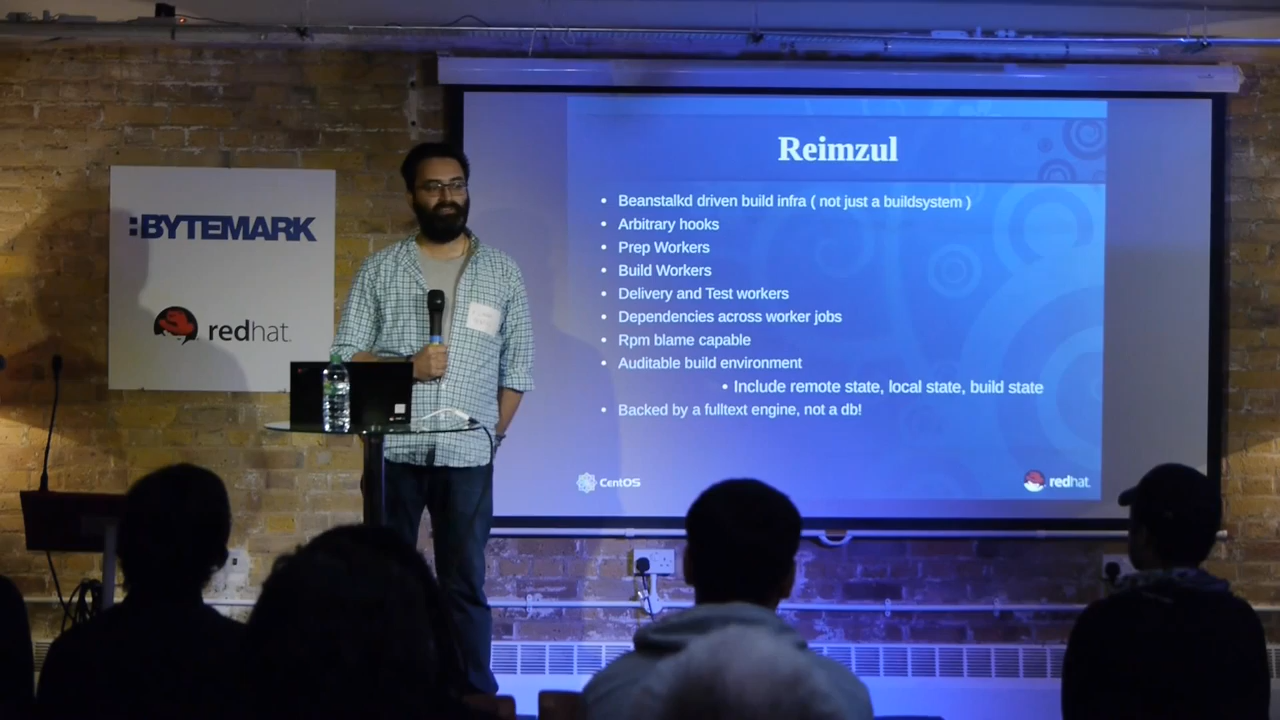 :BYTEMARK
redhat.
Reimzul
• Beanstalkd driven build infra ( not just a buildsystem )
• Arbitrary hooks
• Prep Workers
• Build Workers
• Delivery and Test workers
• Dependencies across worker jobs
• Rpm blame capable
• Auditable build environment
• Include remote state, local state, build state
• Backed by a fulltext engine, not a db!
CentOS
redhat.